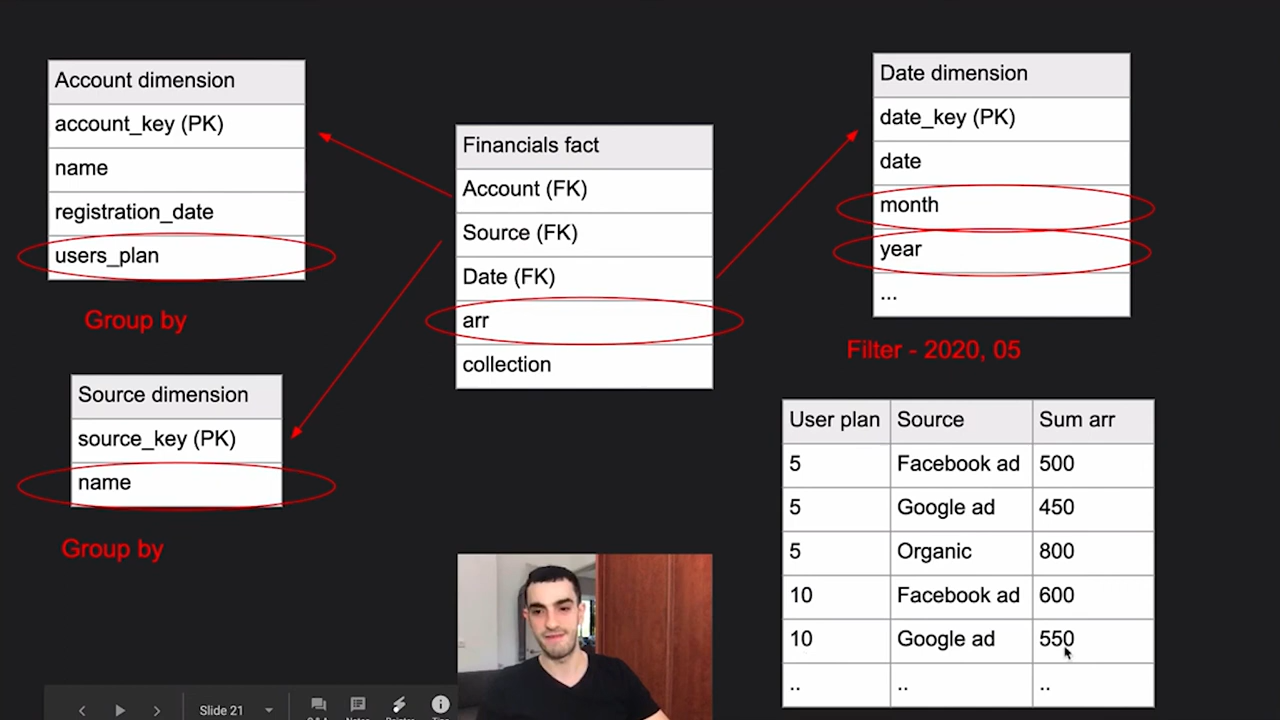 Account dimension
account_key (PK)
name
registration_date
users_plan
Group by
Source dimension
source_key (PK)
name
Group by
Financials fact
Account (FK)
Source (FK)
Date (FK)
arr
collection
Date dimension
date_key (PK)
date
month
year
...
Filter - 2020, 05
User plan Source Sum arr
5 Facebook ad 500
5 Google ad 450
5 Organic 800
10 Facebook ad 600
10 Google ad 550
.. .. ..
Slide 21